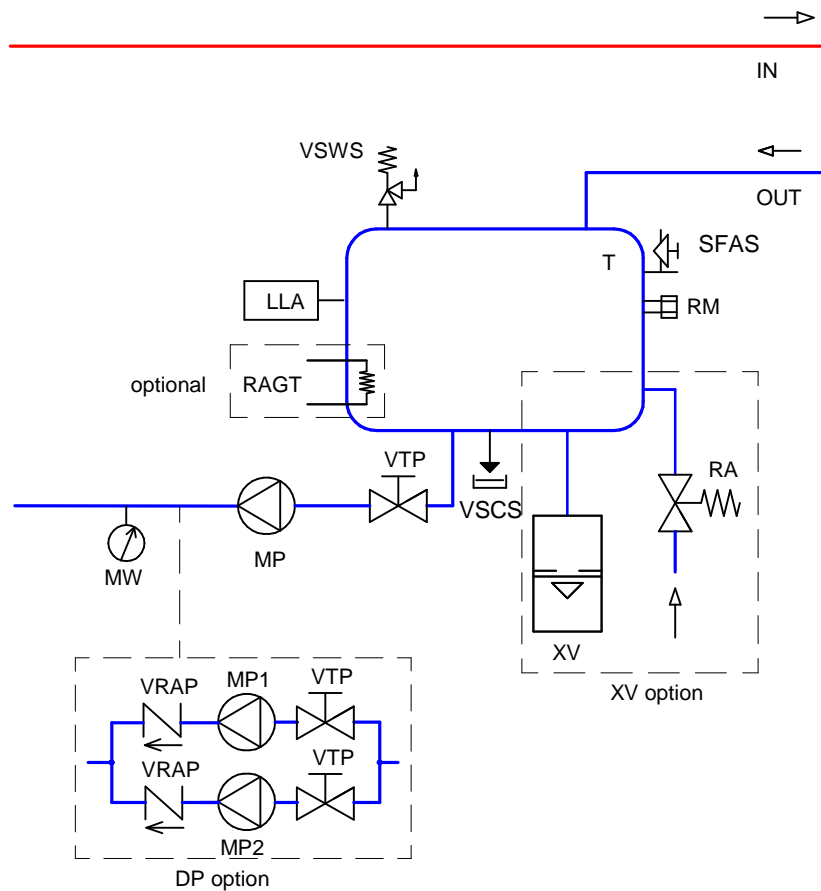 IN
VSWS
OUT
T
SFAS
LLA
RM
optional
RAGT
VTP
RA
VSCS
MP
MW
XV
XV option
VRAP
MP1
VTP
VRAP
VTP
MP2
DP option